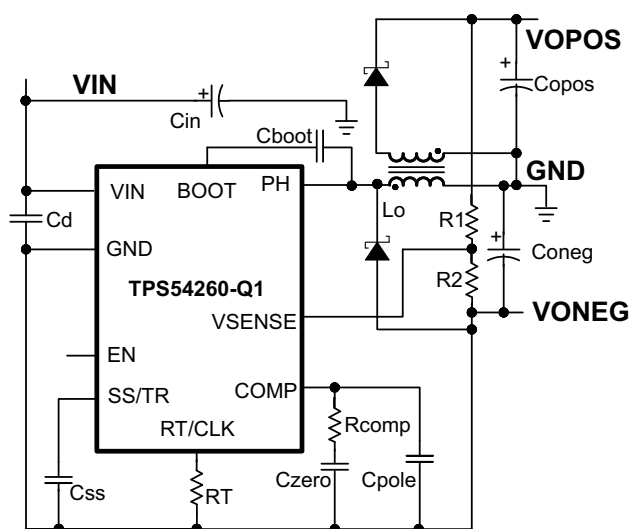 VOPOS
VIN
+
+
Copos
Cin
Cboot
GND
VIN
BOOT
PH
Lo
Cd
R1
+
GND
Coneg
R2
TPS54260-Q1
VONEG
VSENSE
EN
COMP
SS/TR
Rcomp
RT/CLK
Czero
Cpole
Css
RT